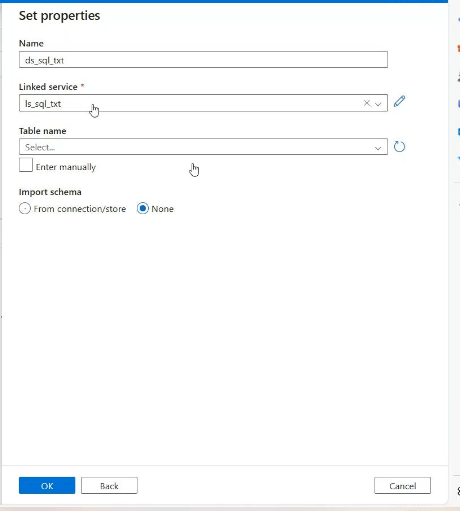 Set properties
Name
ds_sql_txt
Linked service *
ls_sql_txt
Table name
Select...
Enter manually
Import schema
From connection/store None
OK Back Cancel